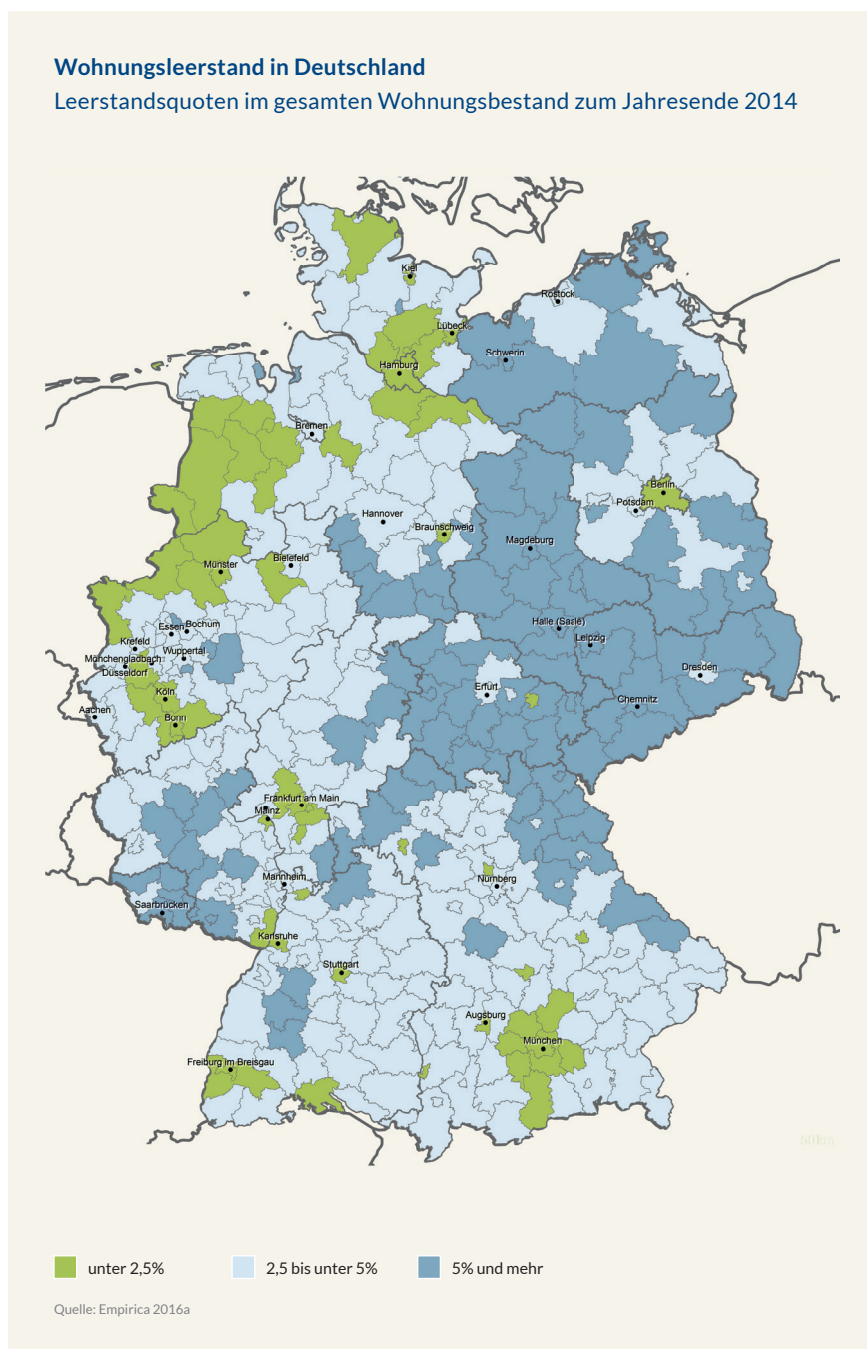 Wohnungsleerstand in Deutschland
Leerstandsquoten im gesamten Wohnungsbestand zum Jahresende 2014
Kiel
Rostock
Lübeck
Schwerin
Hamburg
Bremen
Berlin
Potsdam
Hannover
Braunschweig
Magdeburg
Münster
Bielefeld
Essen
Bochum
Halle (Saale)
Leipzig
Krefeld
Wuppertal
Mönchengladbach
Düsseldorf
Dresden
Köln
Erfurt
Chemnitz
Aachen
Bonn
Frankfurt am Main
Mainz
Mannheim
Nürnberg
Saarbrücken
Karlsruhe
Stuttgart
Augsburg
München
Freiburg im Breisgau
50 km
unter 2,5%
2,5 bis unter 5%
5% und mehr
Quelle: Empirica 2016a